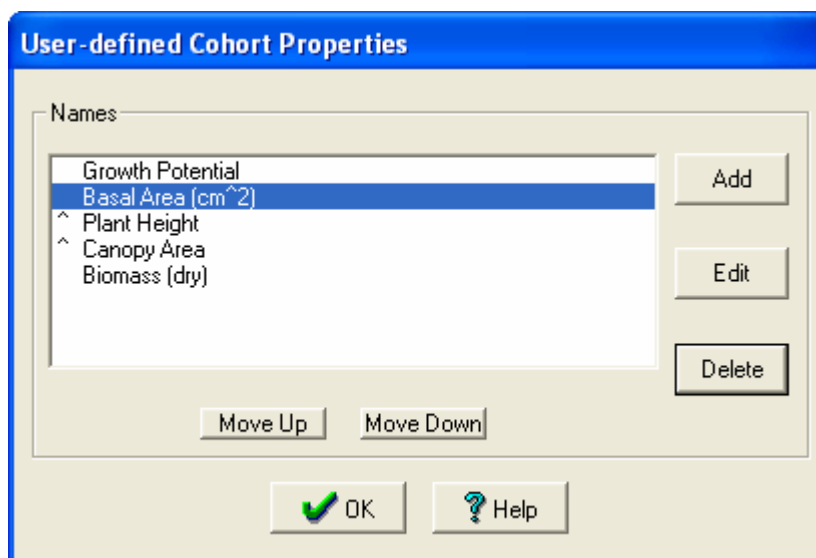 User-defined Cohort Properties
Names
Growth Potential
Basal Area (cm^2)
^ Plant Height
^ Canopy Area
Biomass (dry)
Add
Edit
Delete
Move Up
Move Down
OK
? Help